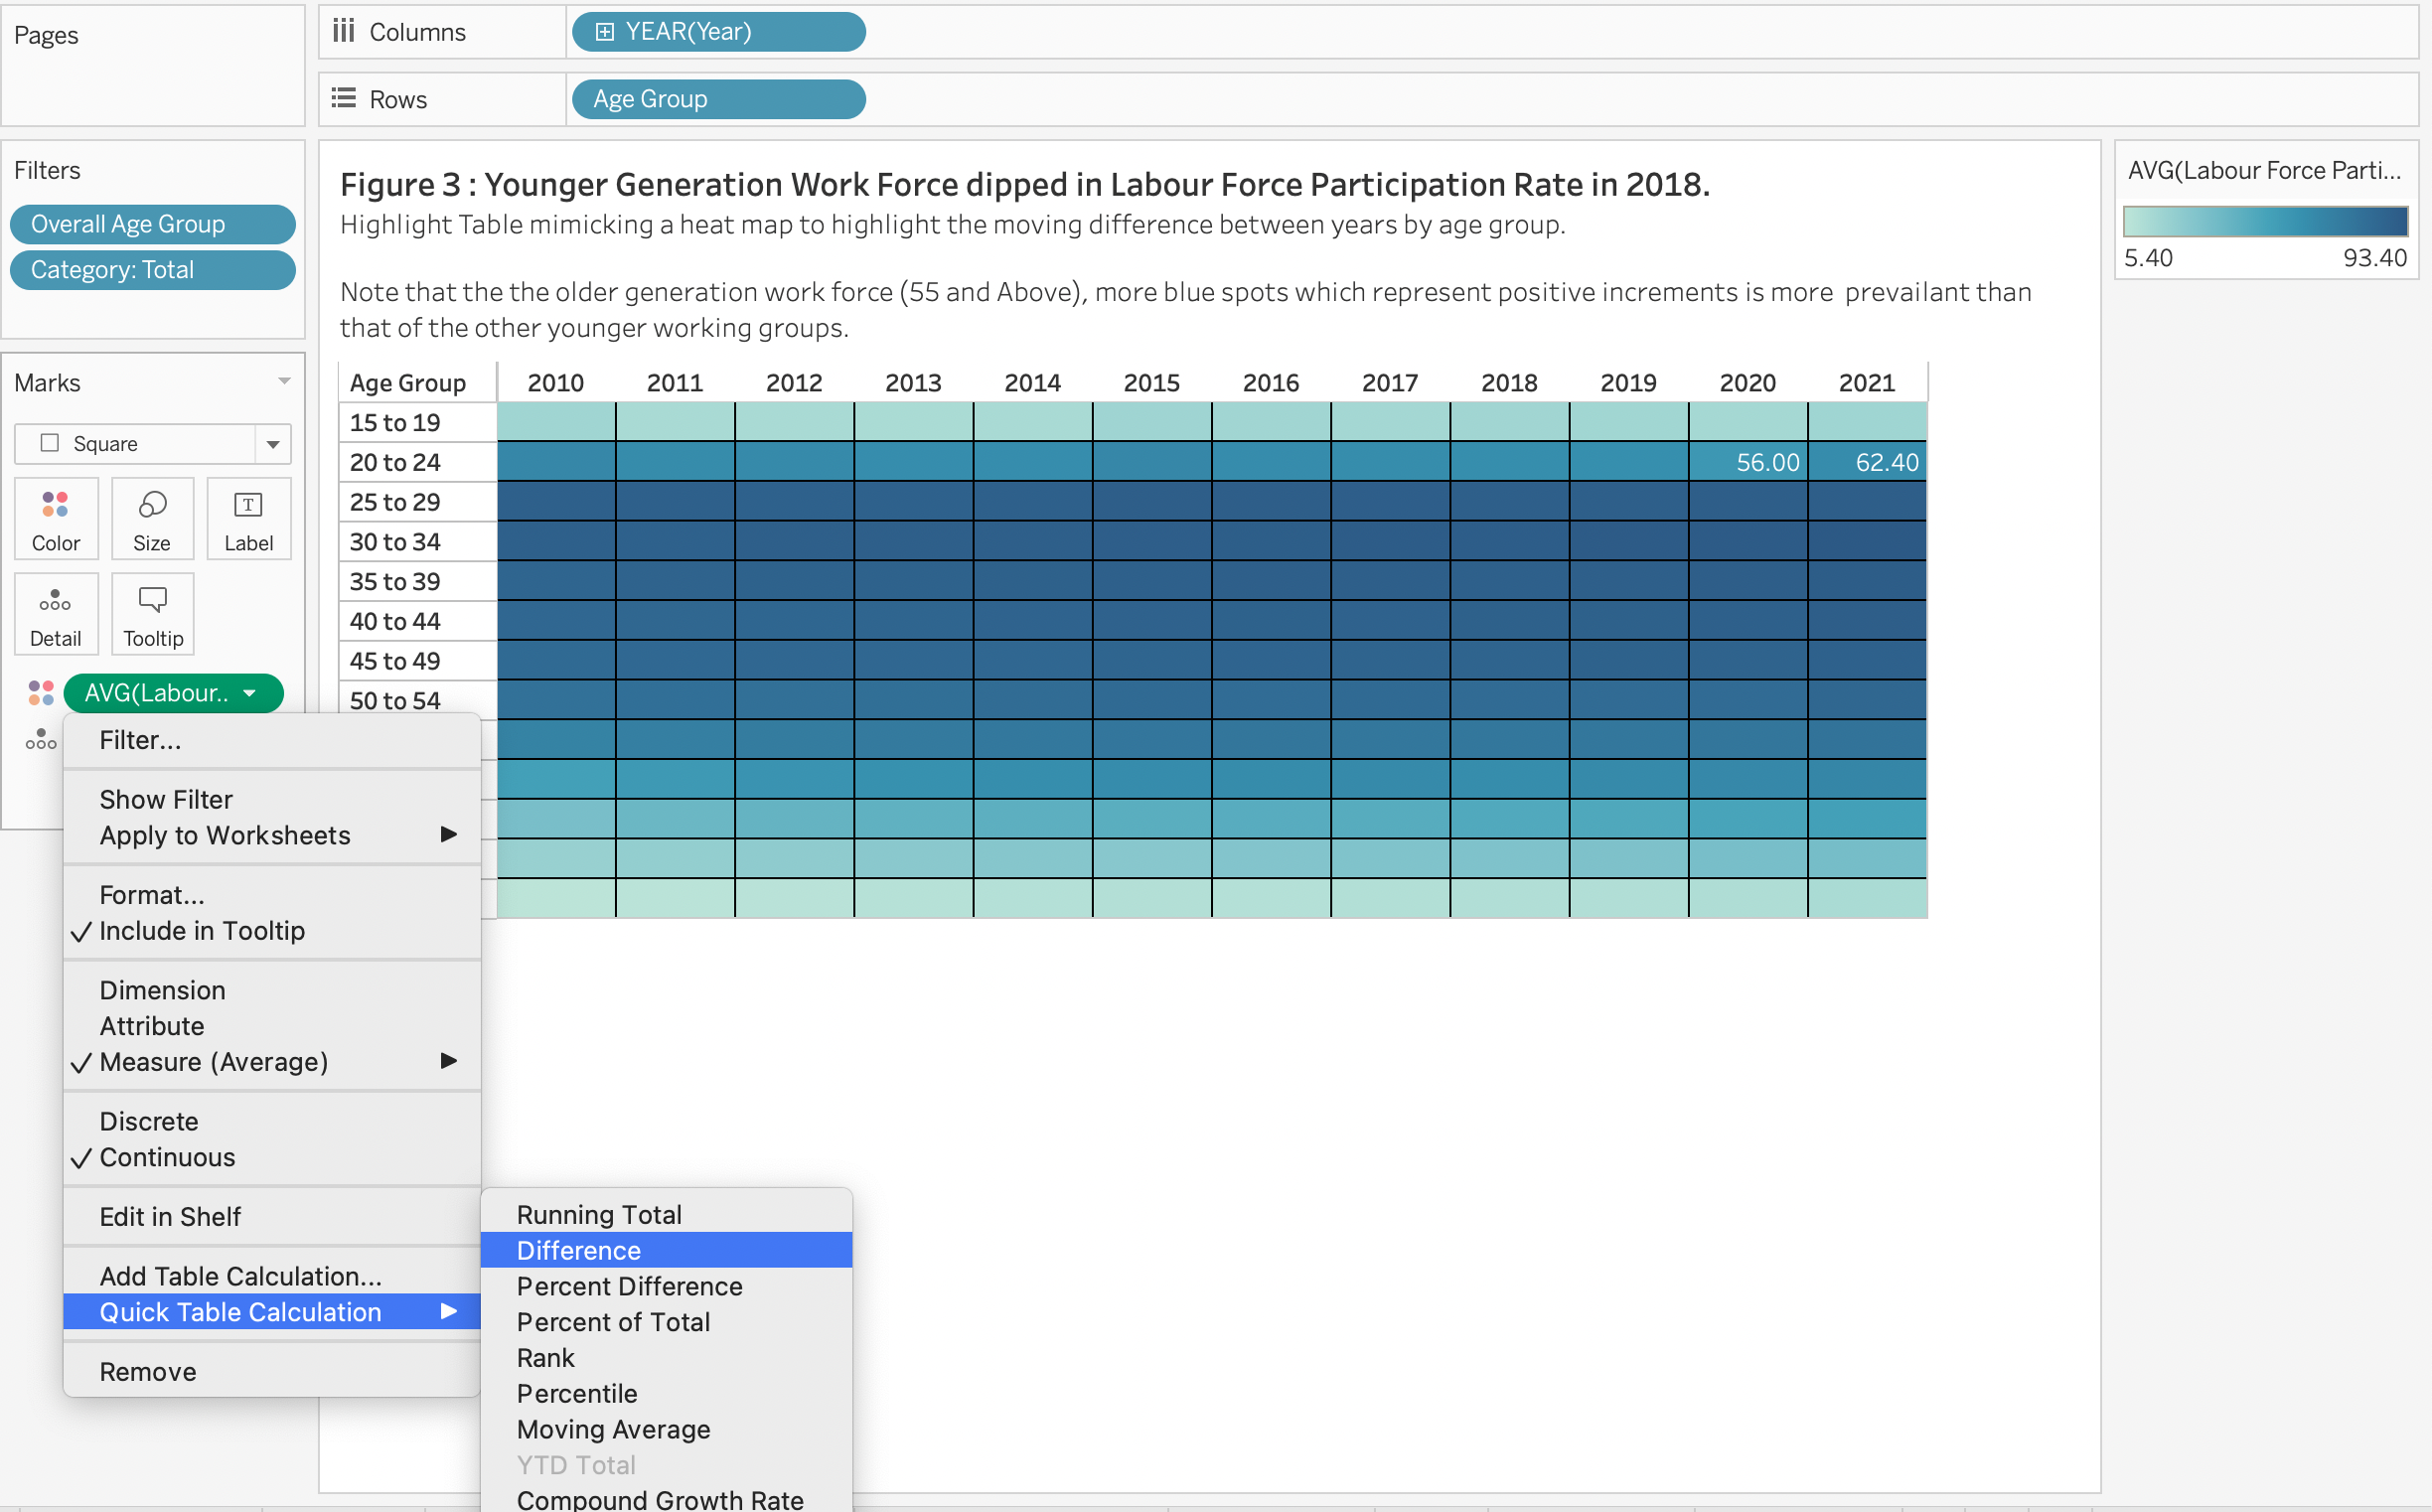 Pages
Columns
YEAR(Year)
Rows
Age Group
Filters
Overall Age Group
Category: Total
Marks
Square
Color
Size
Label
Detail
Tooltip
AVG(Labour..
Figure 3 : Younger Generation Work Force dipped in Labour Force Participation Rate in 2018.
Highlight Table mimicking a heat map to highlight the moving difference between years by age group.
Note that the the older generation work force (55 and Above), more blue spots which represent positive increments is more  prevailant than
that of the other younger working groups.
Age Group 2010 2011 2012 2013 2014 2015 2016 2017 2018 2019 2020 2021
15 to 19
20 to 24 56.00 62.40
25 to 29
30 to 34
35 to 39
40 to 44
45 to 49
50 to 54
AVG(Labour Force Parti...
5.40 93.40
Filter...
Show Filter
Apply to Worksheets
Format...
Include in Tooltip
Dimension
Attribute
Measure (Average)
Discrete
Continuous
Edit in Shelf
Add Table Calculation...
Quick Table Calculation
Remove
Running Total
Difference
Percent Difference
Percent of Total
Rank
Percentile
Moving Average
YTD Total
Compound Growth Rate